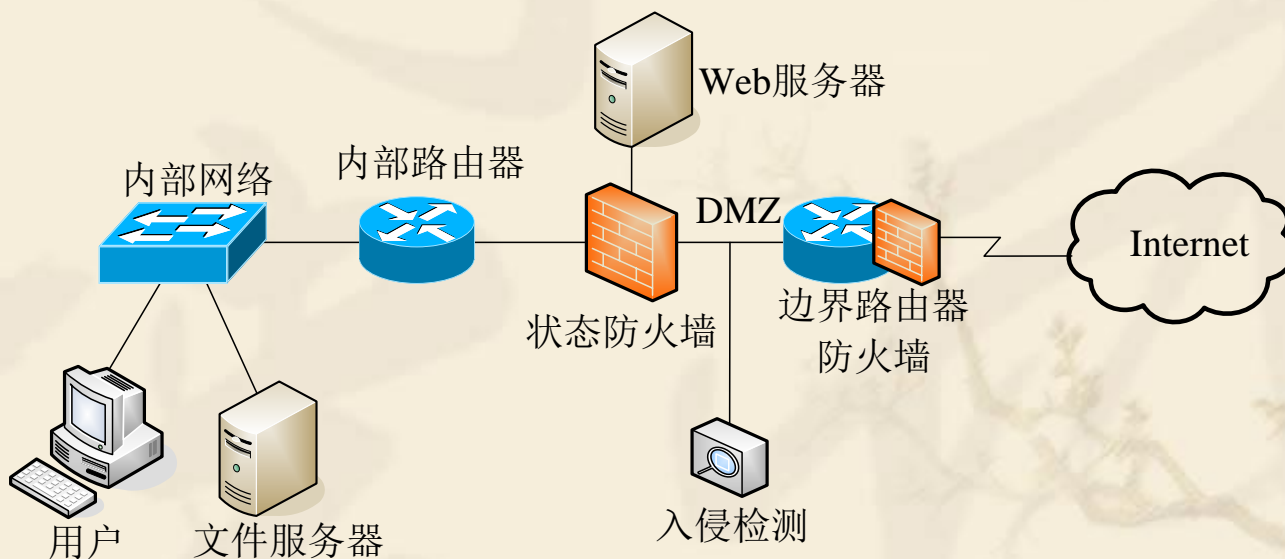 Web服务器
内部路由器
内部网络
DMZ
Internet
状态防火墙
边界路由器
防火墙
入侵检测
用户
文件服务器